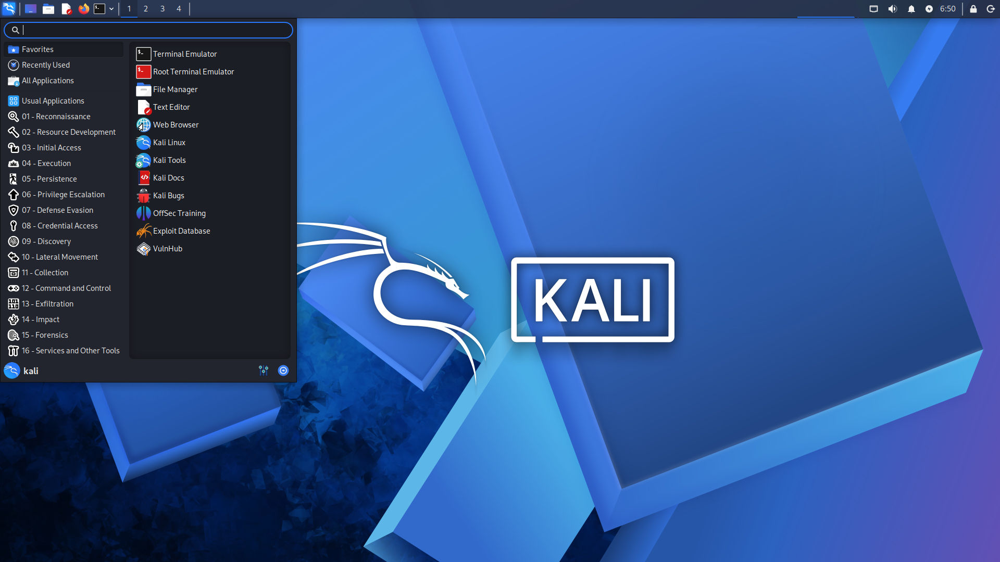 1 2 3 4 6:50
Favorites
Recently Used
All Applications
Usual Applications
01 - Reconnaissance
02 - Resource Development
03 - Initial Access
04 - Execution
05 - Persistence
06 - Privilege Escalation
07 - Defense Evasion
08 - Credential Access
09 - Discovery
10 - Lateral Movement
11 - Collection
12 - Command and Control
13 - Exfiltration
14 - Impact
15 - Forensics
16 - Services and Other Tools
Terminal Emulator
Root Terminal Emulator
File Manager
Text Editor
Web Browser
Kali Linux
Kali Tools
Kali Docs
Kali Bugs
OffSec Training
Exploit Database
VulnHub
kali
KALI